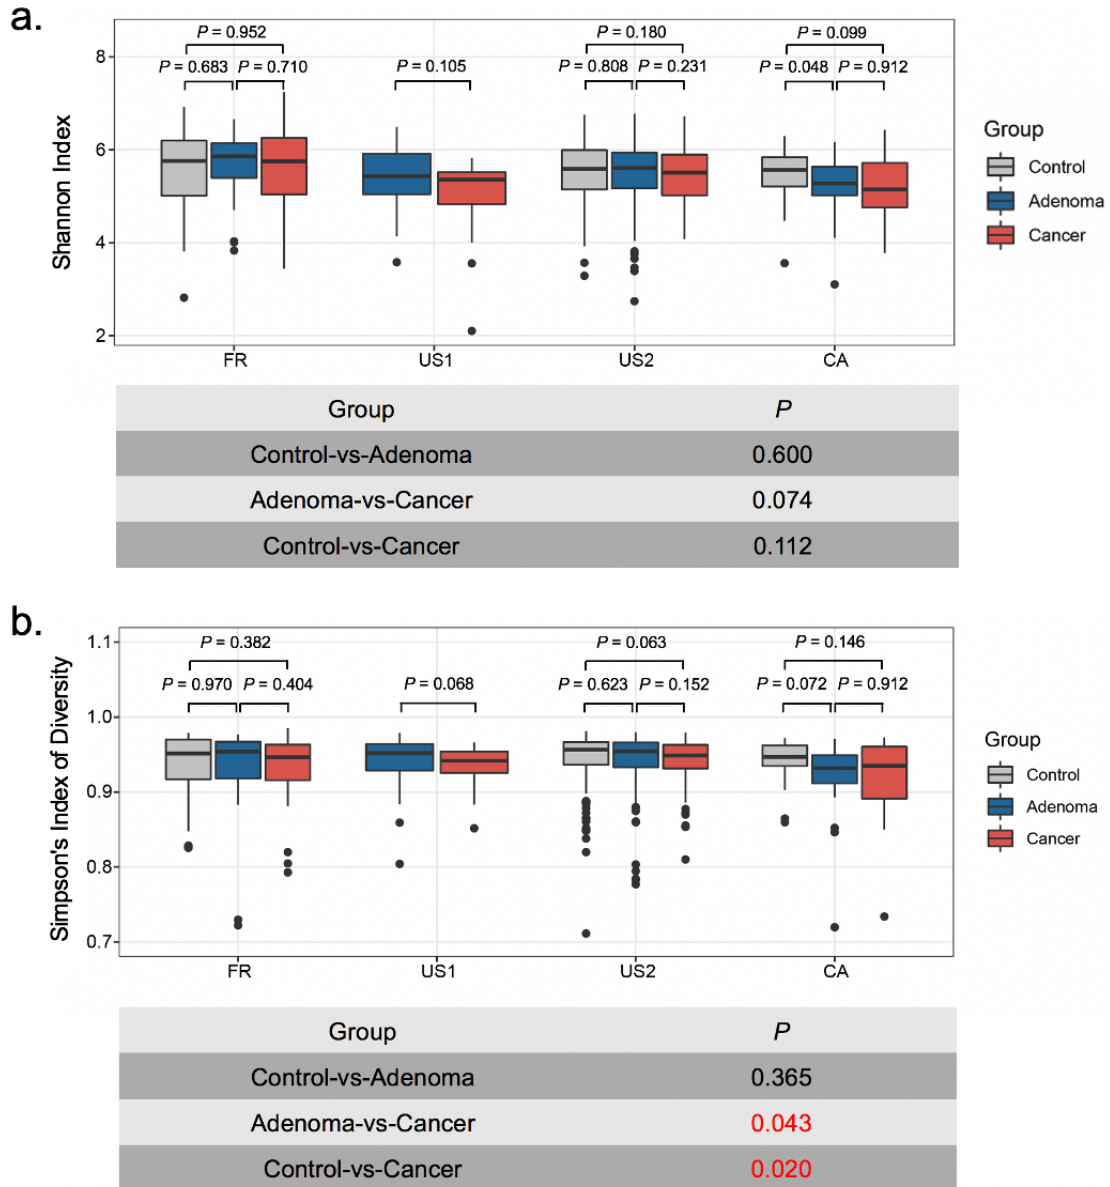 a.
P = 0.952
P = 0.683 P = 0.710
P = 0.105
P = 0.180
P = 0.808 P = 0.231
P = 0.099
P = 0.048 P = 0.912
Shannon Index
8
6
4
2
FR US1 US2 CA
Group
Control
Adenoma
Cancer
Group P
Control-vs-Adenoma 0.600
Adenoma-vs-Cancer 0.074
Control-vs-Cancer 0.112
b.
P = 0.382
P = 0.970 P = 0.404
P = 0.068
P = 0.063
P = 0.623 P = 0.152
P = 0.146
P = 0.072 P = 0.912
Simpson's Index of Diversity
1.1
1.0
0.9
0.8
0.7
FR US1 US2 CA
Group
Control
Adenoma
Cancer
Group P
Control-vs-Adenoma 0.365
Adenoma-vs-Cancer 0.043
Control-vs-Cancer 0.020